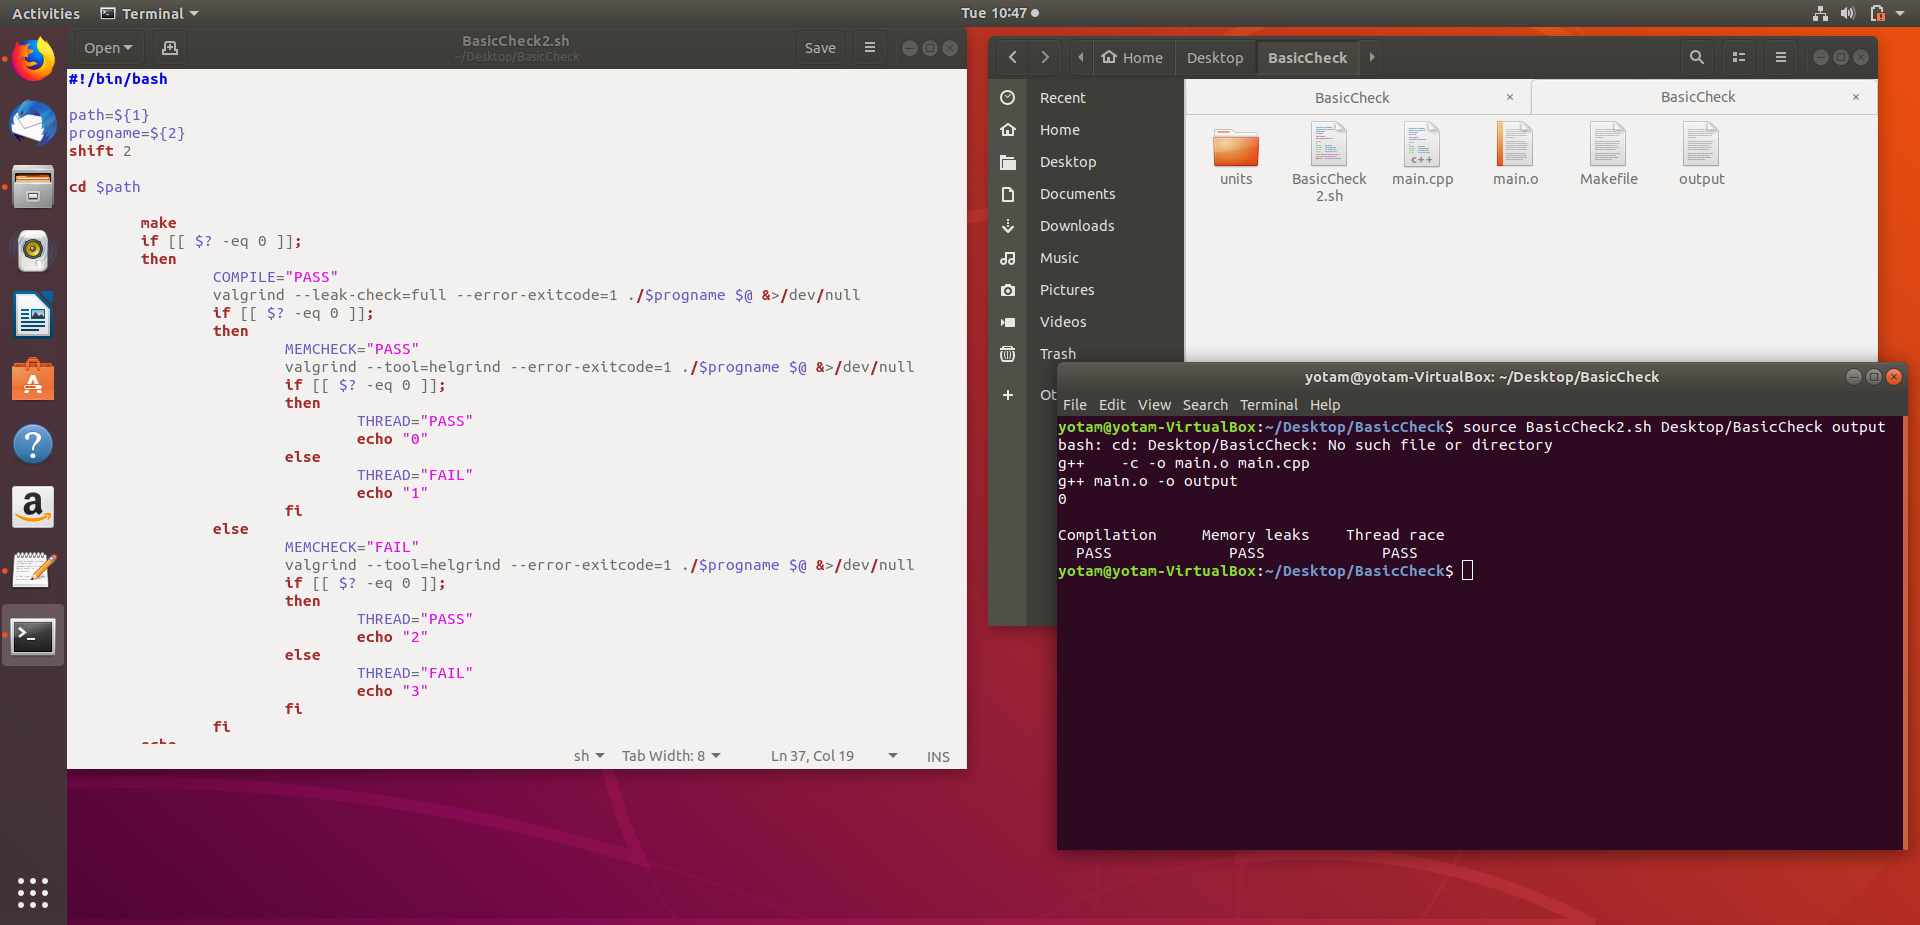 Activities Terminal Tue 10:47
Open BasicCheck2.sh Save
~/Desktop/BasicCheck
#!/bin/bash
path=${1}
progname=${2}
shift 2
cd $path
make
if [[ $? -eq 0 ]];
then
COMPILE="PASS"
valgrind --leak-check=full --error-exitcode=1 ./$progname $@ &>/dev/null
if [[ $? -eq 0 ]];
then
MEMCHECK="PASS"
valgrind --tool=helgrind --error-exitcode=1 ./$progname $@ &>/dev/null
if [[ $? -eq 0 ]];
then
THREAD="PASS"
echo "0"
else
THREAD="FAIL"
echo "1"
fi
else
MEMCHECK="FAIL"
valgrind --tool=helgrind --error-exitcode=1 ./$progname $@ &>/dev/null
if [[ $? -eq 0 ]];
then
THREAD="PASS"
echo "2"
else
THREAD="FAIL"
echo "3"
fi
fi
echo
sh Tab Width: 8 Ln 37, Col 19 INS
Home Desktop BasicCheck
Recent
Home
Desktop
Documents
Downloads
Music
Pictures
Videos
Trash
Ot
BasicCheck BasicCheck
units BasicCheck2.sh main.cpp main.o Makefile output
c++
yotam@yotam-VirtualBox: ~/Desktop/BasicCheck
File Edit View Search Terminal Help
yotam@yotam-VirtualBox:~/Desktop/BasicCheck$ source BasicCheck2.sh Desktop/BasicCheck output
bash: cd: Desktop/BasicCheck: No such file or directory
g++ -c -o main.o main.cpp
g++ main.o -o output
0
Compilation Memory leaks Thread race
PASS PASS PASS
yotam@yotam-VirtualBox:~/Desktop/BasicCheck$